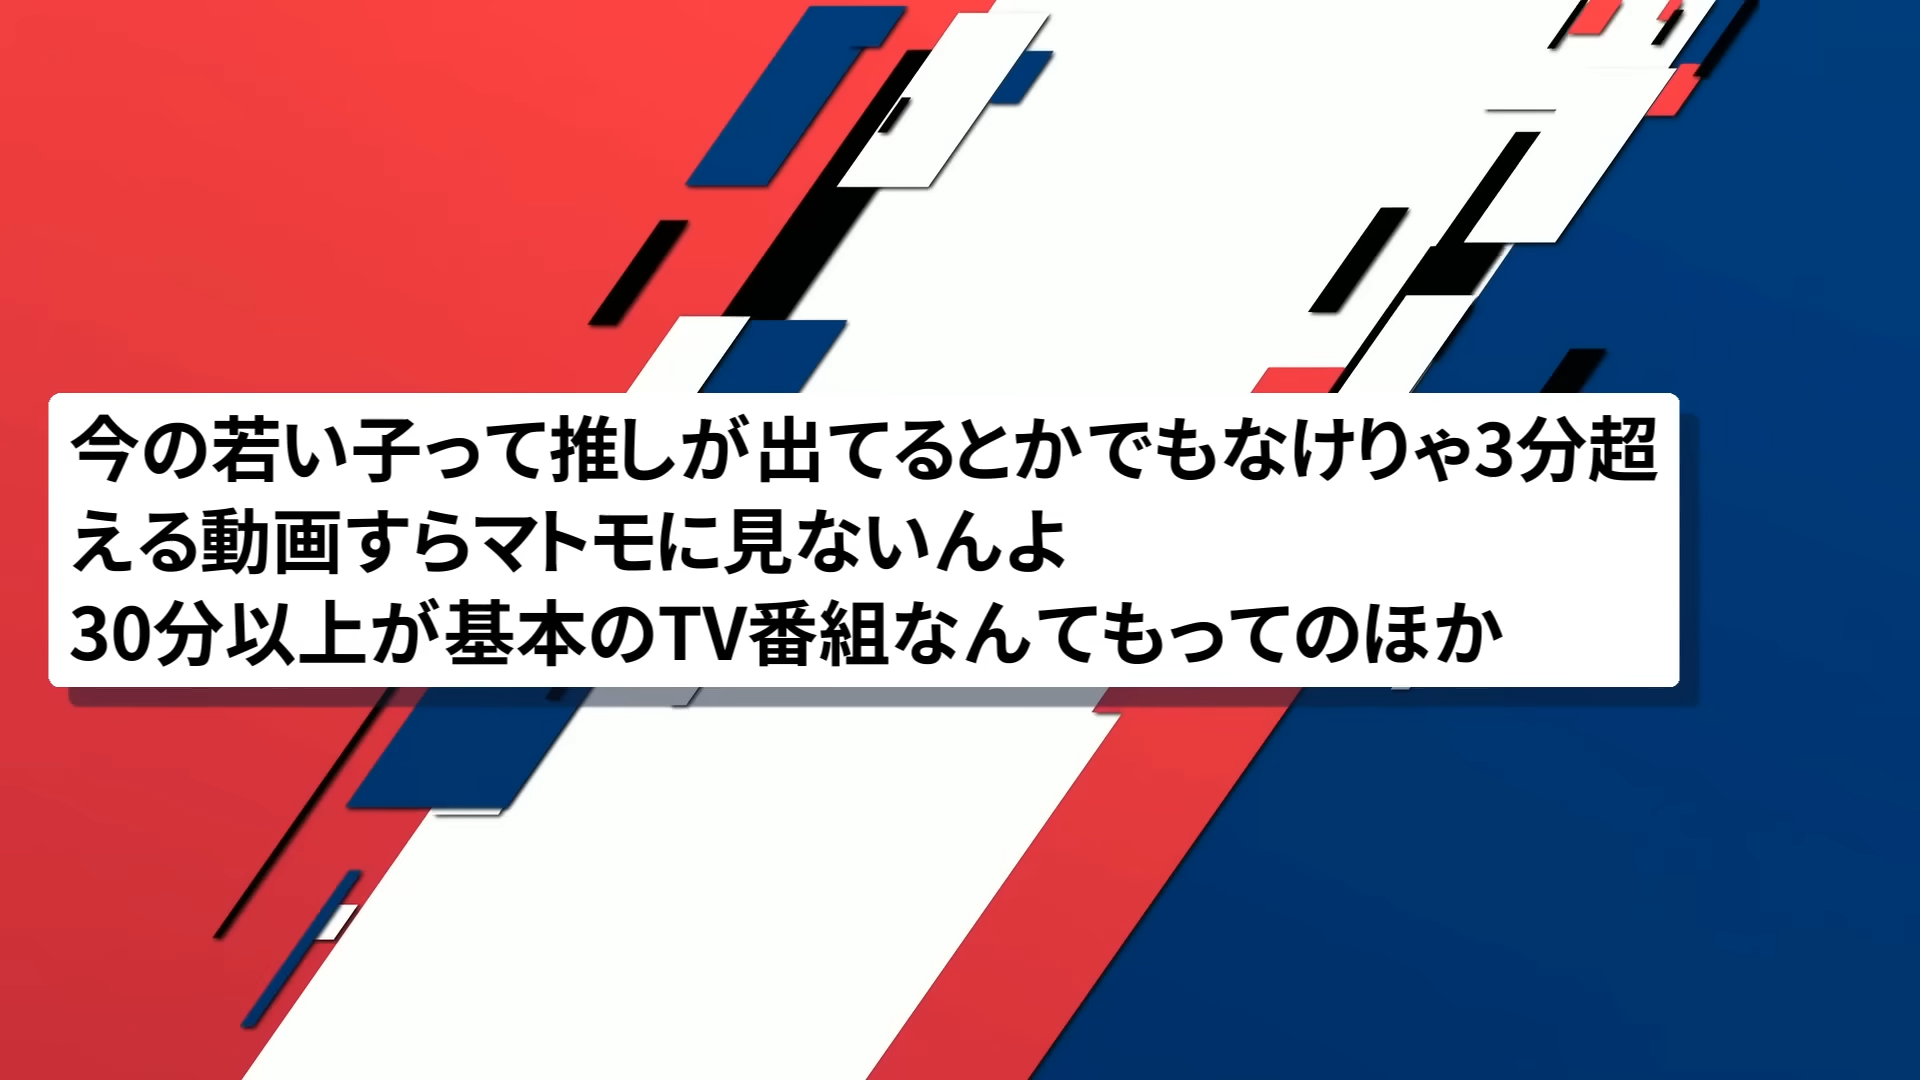 今の若い子って推しが出てるとかでもなけりゃ3分超
える動画すらマトモに見ないんよ
30分以上が基本のTV番組なんてもってのほか